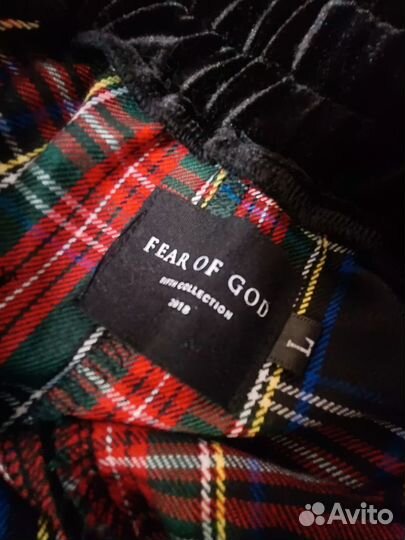 FEAR OF GOD
FIFTH COLLECTION
2018
L
Avito